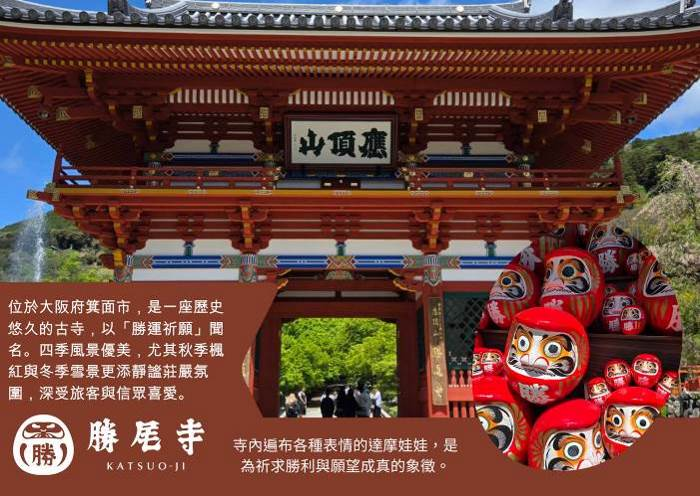 應頂山
位於大阪府箕面市，是一座歷史
悠久的古寺，以「勝運祈願」聞
名。四季風景優美，尤其秋季楓
紅與冬季雪景更添靜謐莊嚴氛
圍，深受旅客與信眾喜愛。
勝
勝尾寺
KATSUO-JI
寺內遍布各種表情的達摩娃娃，是
為祈求勝利與願望成真的象徵。
勝
勝
勝
勝